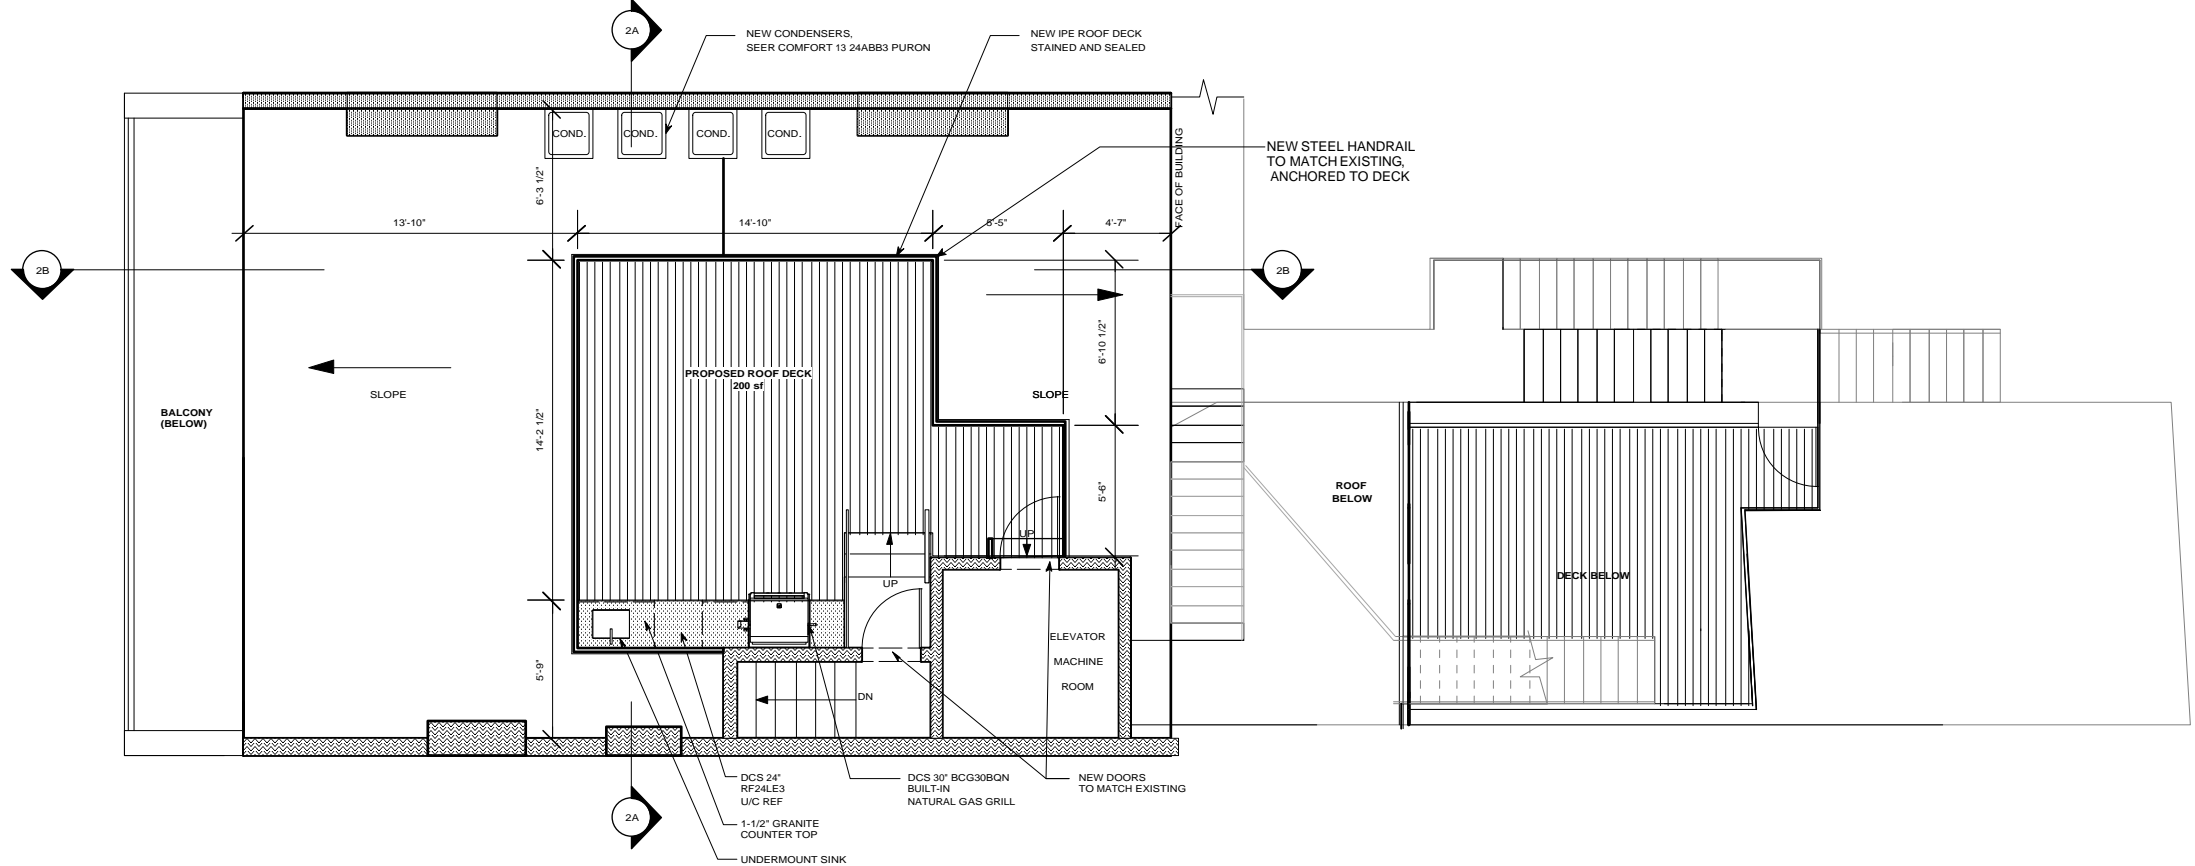 2A
NEW CONDENSERS,
SEER COMFORT 13 24ABB3 PURON
NEW IPE ROOF DECK
STAINED AND SEALED
COND.
COND.
COND.
COND.
FACE OF BUILDING
NEW STEEL HANDRAIL
TO MATCH EXISTING,
ANCHORED TO DECK
6'-3 1/2"
13'-10"
14'-10"
5'-5"
4'-7"
2B
2B
6'-10 1/2"
PROPOSED ROOF DECK
200 sf
SLOPE
SLOPE
BALCONY
(BELOW)
14'-2 1/2"
5'-6"
ROOF
BELOW
UP
UP
DECK BELOW
ELEVATOR
MACHINE
ROOM
5'-9"
DN
DCS 24"
RF24LE3
U/C REF
DCS 30" BCG30BQN
BUILT-IN
NATURAL GAS GRILL
NEW DOORS
TO MATCH EXISTING
2A
1-1/2" GRANITE
COUNTER TOP
UNDERMOUNT SINK